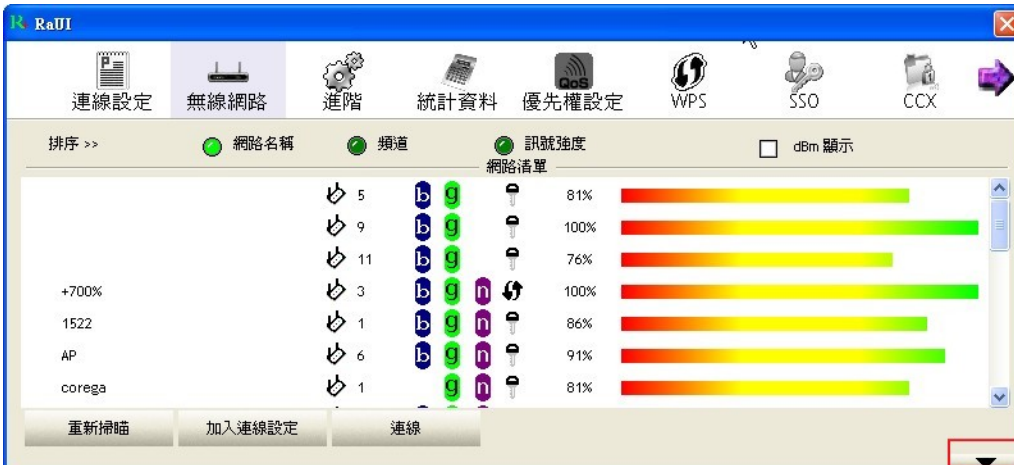 RaUI
連線設定 無線網路 進階 統計資料 優先權設定 QoS WPS SSO CCX
排序 >> 網路名稱 頻道 訊號強度 dBm 顯示
網路清單
5 b g 81%
9 b g 100%
11 b g 76%
+700% 3 b g n 100%
1522 1 b g n 86%
AP 6 b g n 91%
corega 1 g n 81%
重新掃瞄 加入連線設定 連線